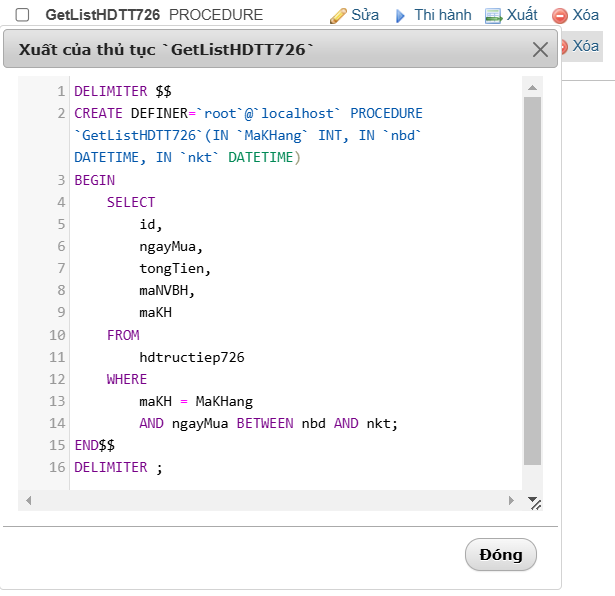 GetListHDTT726 PROCEDURE Sửa Thi hành Xuất Xóa
Xóa
Xuất của thủ tục `GetListHDTT726`
1 DELIMITER $$
2 CREATE DEFINER=`root`@`localhost` PROCEDURE
`GetListHDTT726`(IN `MaKHang` INT, IN `nbd`
DATETIME, IN `nkt` DATETIME)
3 BEGIN
4 SELECT
5 id,
6 ngayMua,
7 tongTien,
8 maNVBH,
9 maKH
10 FROM
11 hdtructiep726
12 WHERE
13 maKH = MaKHang
14 AND ngayMua BETWEEN nbd AND nkt;
15 END$$
16 DELIMITER ;
Đóng